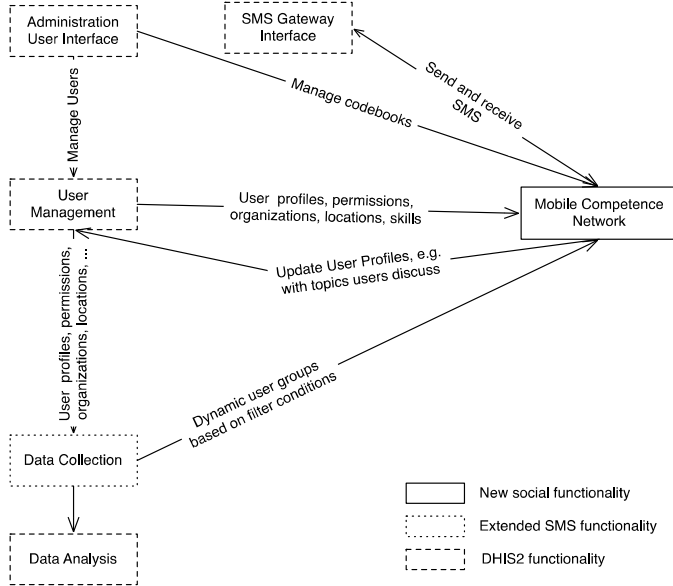 Administration
User Interface
SMS Gateway
Interface
Send and receive
SMS
Manage codebooks
Manage Users
User
Management
User profiles, permissions,
organizations, locations, skills
Mobile Competence
Network
Update User Profiles, e.g.
with topics users discuss
User profiles, permissions,
organizations, locations, ...
Dynamic user groups
based on filter conditions
Data Collection
Data Analysis
New social functionality
Extended SMS functionality
DHIS2 functionality